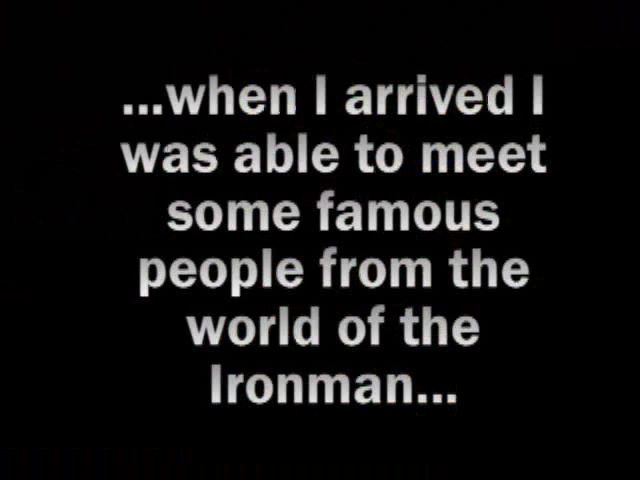 ...when I arrived I
was able to meet
some famous
people from the
world of the
Ironman...